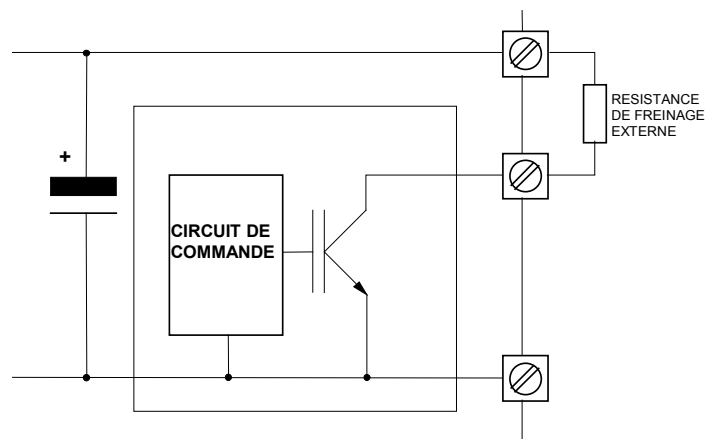 RESISTANCE
DE FREINAGE
EXTERNE
+
CIRCUIT DE
COMMANDE